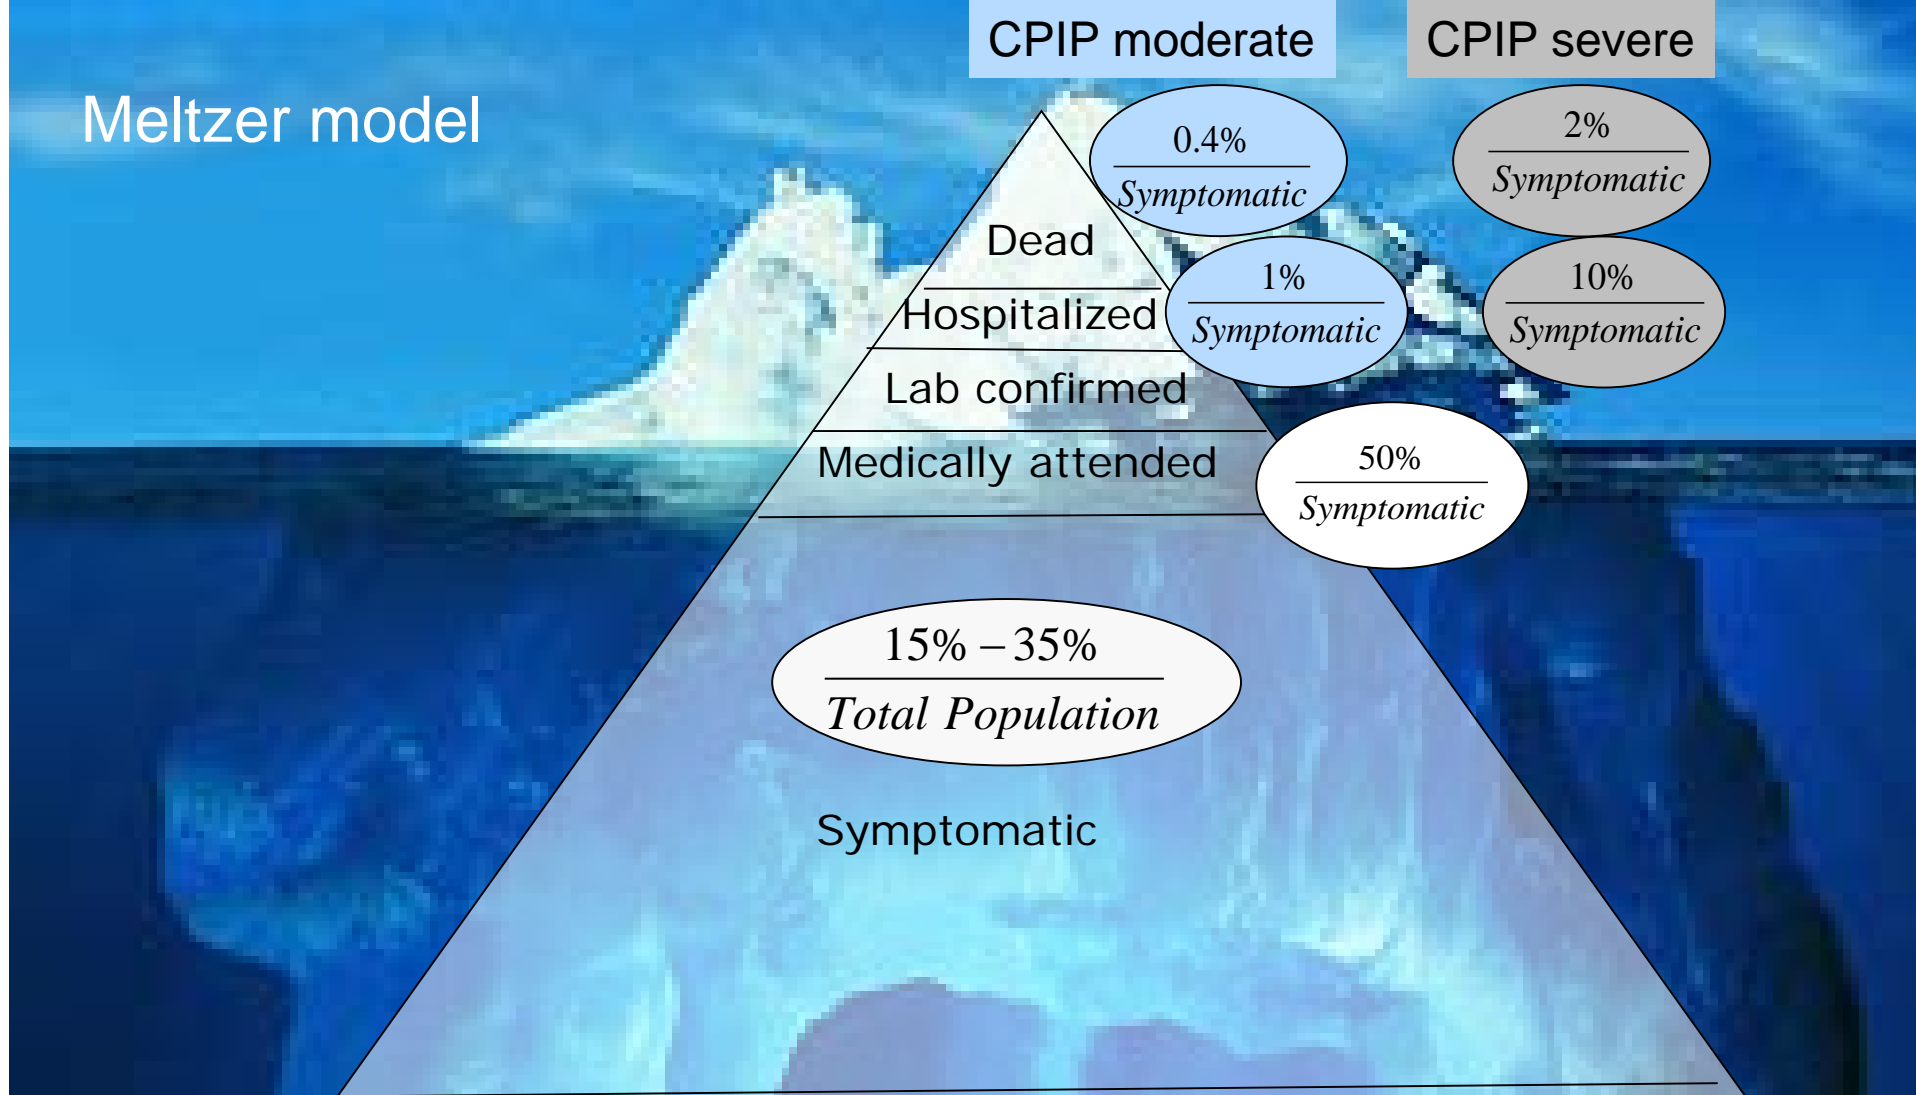 CPIP moderate
CPIP severe
Meltzer model
0.4%
Symptomatic
2%
Symptomatic
Dead
1%
Symptomatic
10%
Symptomatic
Hospitalized
Lab confirmed
Medically attended
50%
Symptomatic
15% – 35%
Total Population
Symptomatic